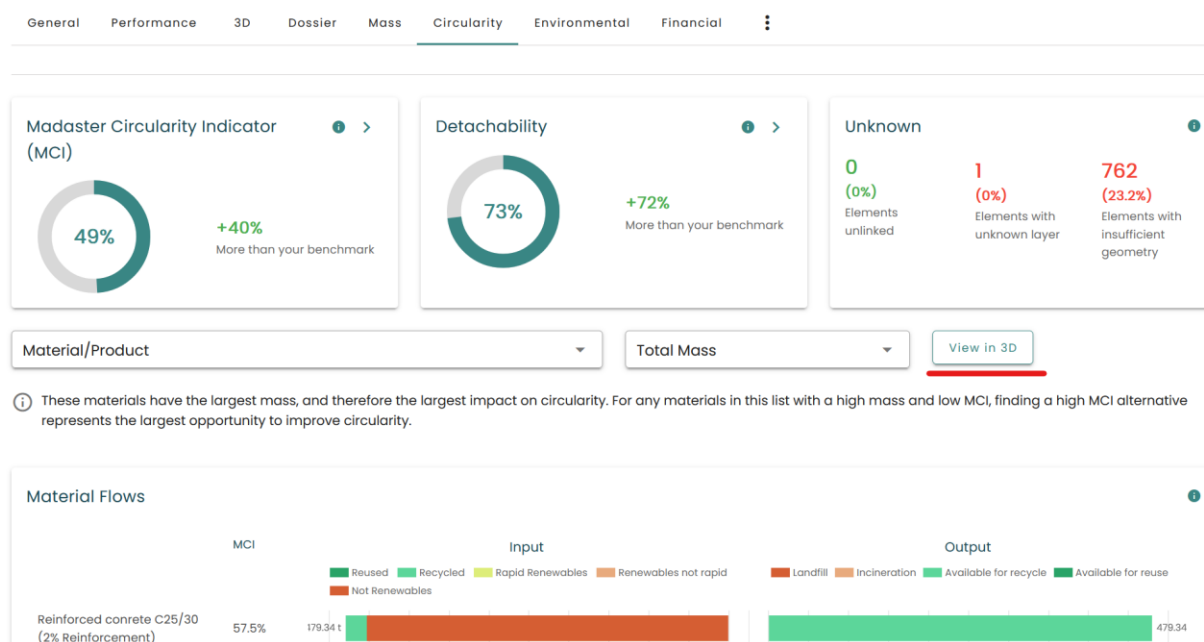 General Performance 3D Dossier Mass Circularity Environmental Financial
Madaster Circularity Indicator
(MCI)
49%
+40%
More than your benchmark
Detachability
73%
+72%
More than your benchmark
Unknown
0
(0%)
Elements
unlinked
1
(0%)
Elements with
unknown layer
762
(23.2%)
Elements with
insufficient
geometry
Material/Product
Total Mass
View in 3D
These materials have the largest mass, and therefore the largest impact on circularity. For any materials in this list with a high mass and low MCI, finding a high MCI alternative
represents the largest opportunity to improve circularity.
Material Flows
MCI
Input
Reused Recycled Rapid Renewables Renewables not rapid
Not Renewables
Output
Landfill Incineration Available for recycle Available for reuse
Reinforced conrete C25/30
(2% Reinforcement)
57.5%
179.34 t
479.34